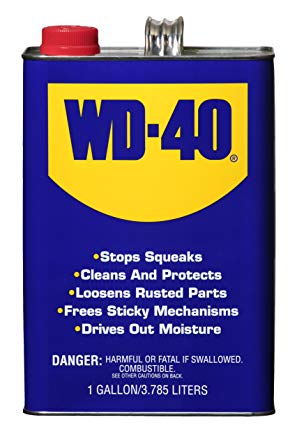 WD-40®
•Stops Squeaks
•Cleans And Protects
•Loosens Rusted Parts
•Frees Sticky Mechanisms
•Drives Out Moisture
DANGER: HARMFUL OR FATAL IF SWALLOWED.
COMBUSTIBLE.
SEE OTHER CAUTIONS ON BACK.
1 GALLON/3.785 LITERS